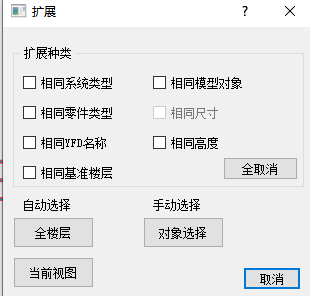 扩展
?
扩展种类
相同系统类型 相同模型对象
相同零件类型 相同尺寸
相同YFD名称 相同高度
相同基准楼层 全取消
自动选择 手动选择
全楼层 对象选择
当前视图 取消